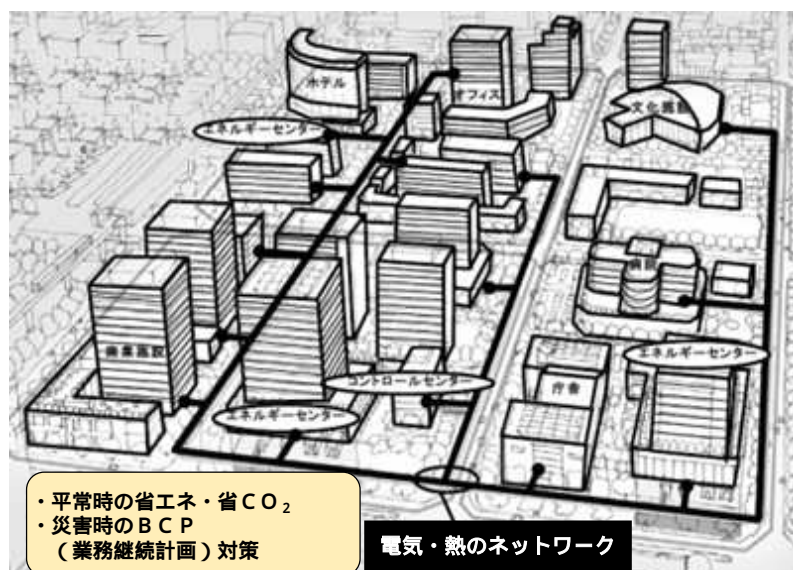 ホテル
オフィス
文化施設
エネルギーセンター
病院
商業施設
エネルギーセンター
コントロールセンター
庁舎
エネルギーセンター
・平常時の省エネ・省CO₂
・災害時のBCP
(業務継続計画)対策
電気・熱のネットワーク